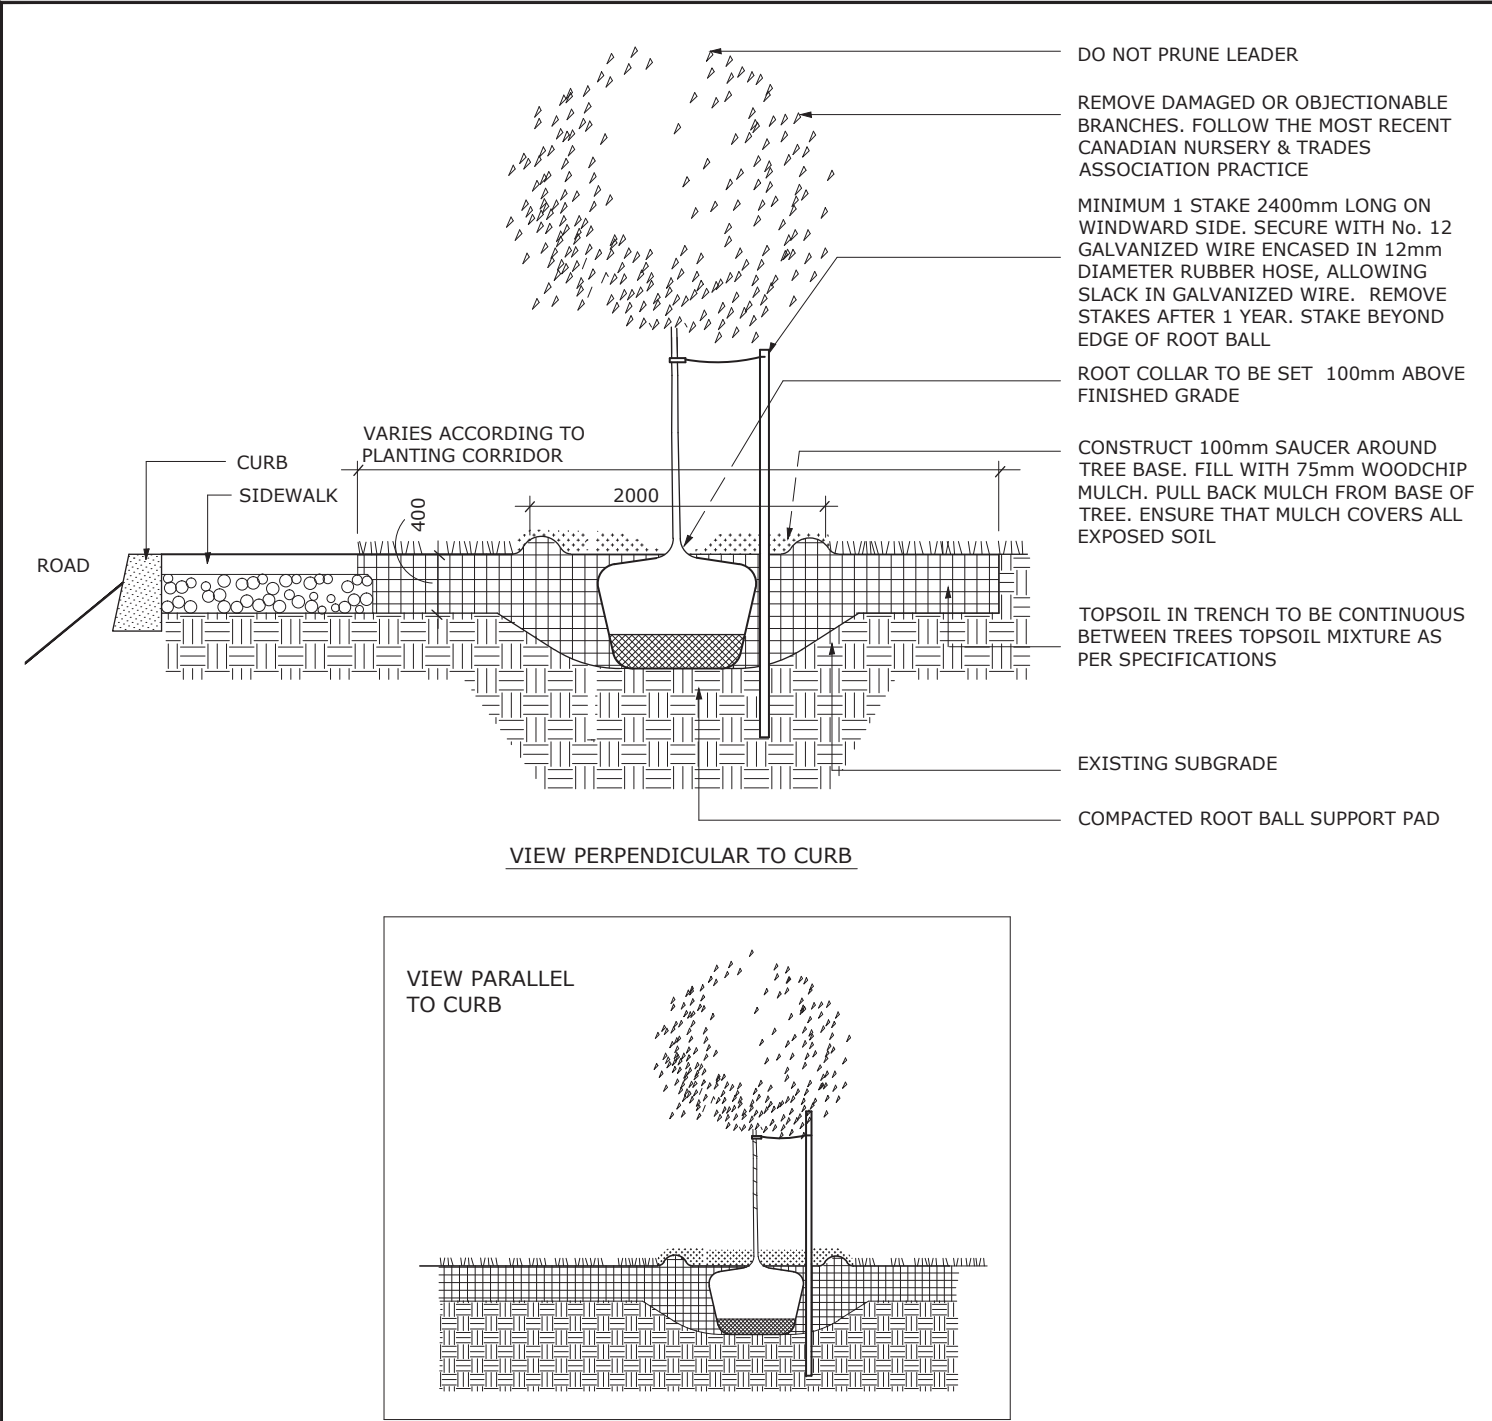 DO NOT PRUNE LEADER
REMOVE DAMAGED OR OBJECTIONABLE
BRANCHES. FOLLOW THE MOST RECENT
CANADIAN NURSERY & TRADES
ASSOCIATION PRACTICE
MINIMUM 1 STAKE 2400mm LONG ON
WINDWARD SIDE. SECURE WITH No. 12
GALVANIZED WIRE ENCASED IN 12mm
DIAMETER RUBBER HOSE, ALLOWING
SLACK IN GALVANIZED WIRE. REMOVE
STAKES AFTER 1 YEAR. STAKE BEYOND
EDGE OF ROOT BALL
ROOT COLLAR TO BE SET 100mm ABOVE
FINISHED GRADE
CONSTRUCT 100mm SAUCER AROUND
TREE BASE. FILL WITH 75mm WOODCHIP
MULCH. PULL BACK MULCH FROM BASE OF
TREE. ENSURE THAT MULCH COVERS ALL
EXPOSED SOIL
TOPSOIL IN TRENCH TO BE CONTINUOUS
BETWEEN TREES TOPSOIL MIXTURE AS
PER SPECIFICATIONS
EXISTING SUBGRADE
COMPACTED ROOT BALL SUPPORT PAD
VARIES ACCORDING TO
PLANTING CORRIDOR
CURB
SIDEWALK
2000
400
ROAD
VIEW PERPENDICULAR TO CURB
VIEW PARALLEL
TO CURB